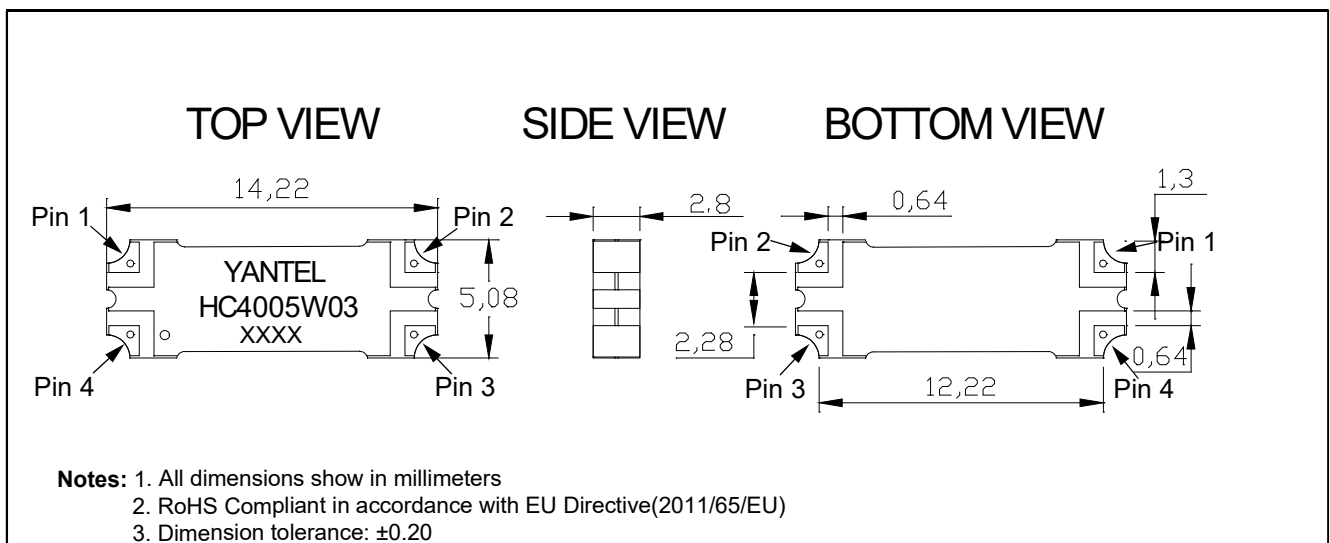 TOP VIEW
SIDE VIEW
BOTTOM VIEW
14,22
Pin 1
Pin 2
YANTEL
HC4005W03
XXXX
5,08
Pin 4
Pin 3
2.8
0,64
1,3
Pin 2
Pin 1
2,28
0,64
Pin 3
12,22
Pin 4
Notes: 1. All dimensions show in millimeters
2. RoHS Compliant in accordance with EU Directive(2011/65/EU)
3. Dimension tolerance: ±0.20